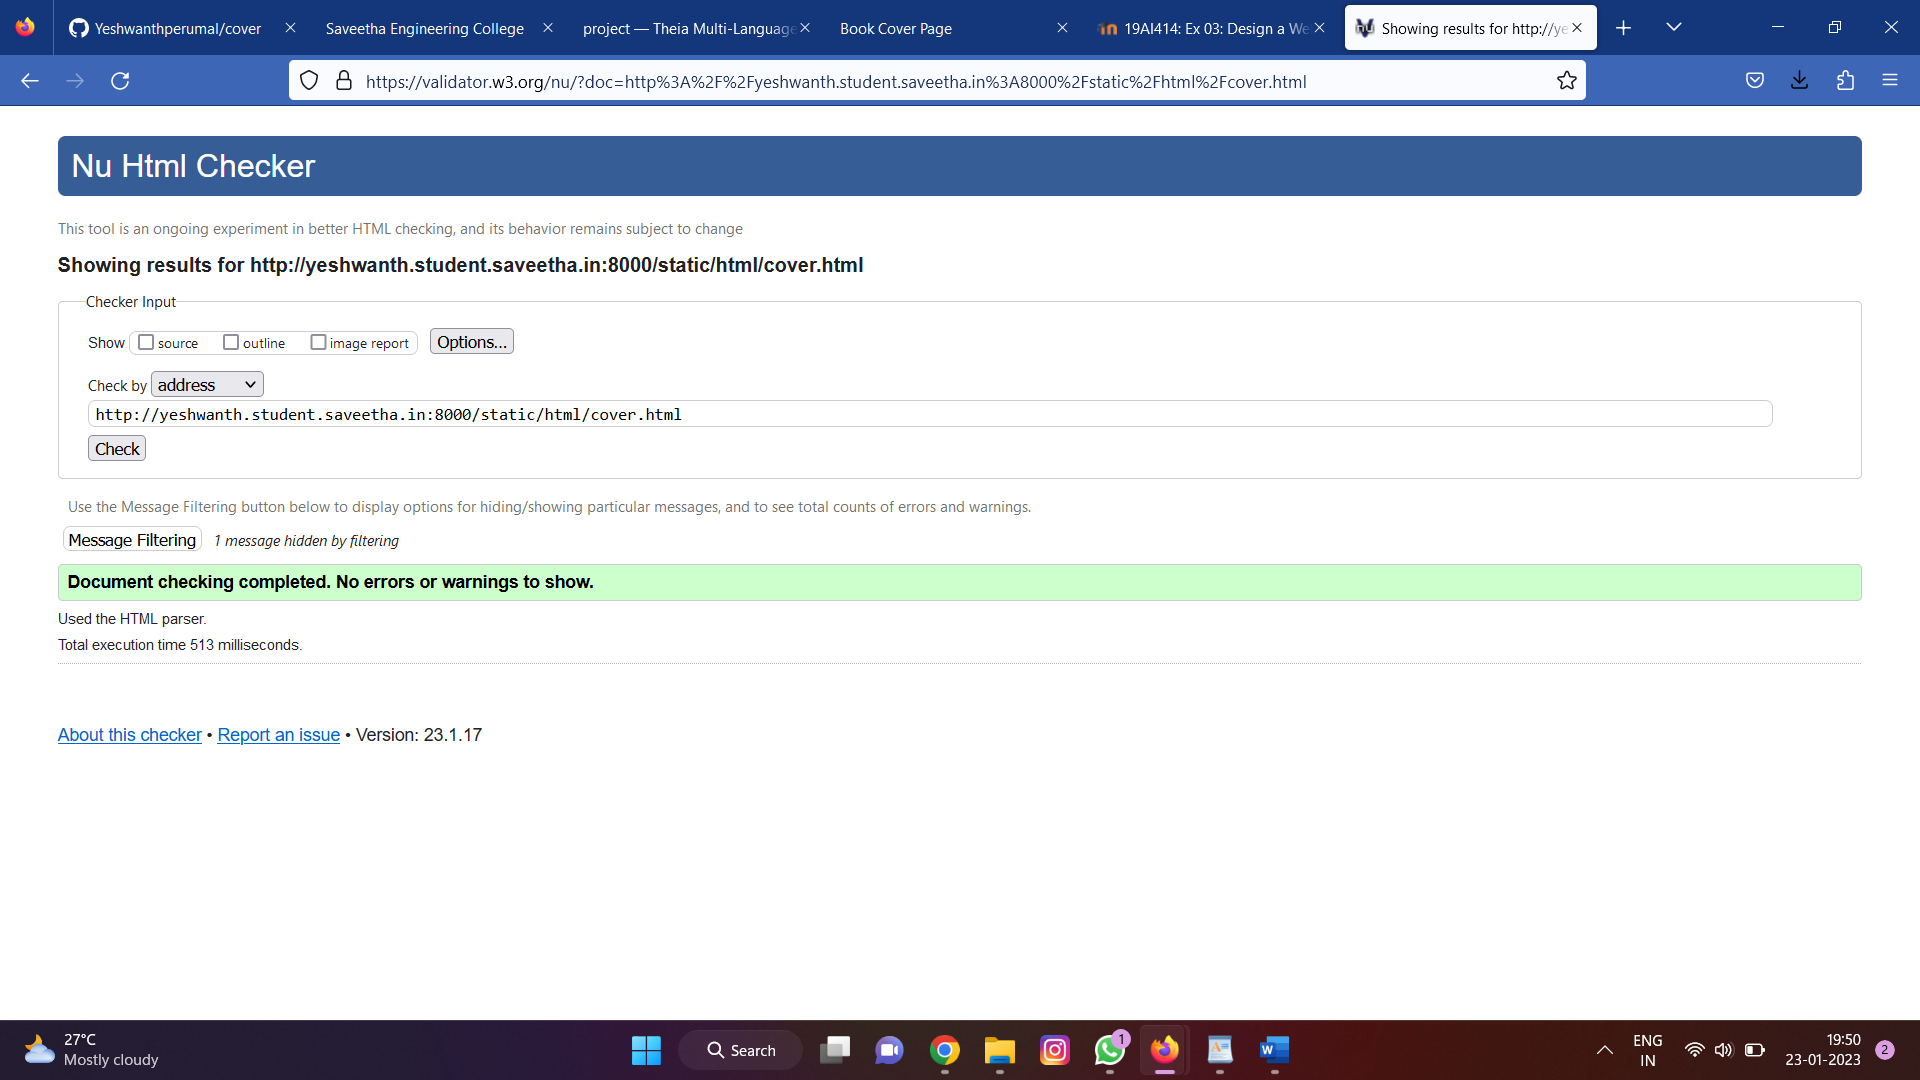 Yeshwanthperumal/cover
Saveetha Engineering College
project — Theia Multi-Language
Book Cover Page
19AI414: Ex 03: Design a We
Showing results for http://ye
https://validator.w3.org/nu/?doc=http%3A%2F%2Fyeshwanth.student.saveetha.in%3A8000%2Fstatic%2Fhtml%2Fcover.html
Nu Html Checker
This tool is an ongoing experiment in better HTML checking, and its behavior remains subject to change
Showing results for http://yeshwanth.student.saveetha.in:8000/static/html/cover.html
Checker Input
Show source outline image report Options...
Check by address
http://yeshwanth.student.saveetha.in:8000/static/html/cover.html
Check
Use the Message Filtering button below to display options for hiding/showing particular messages, and to see total counts of errors and warnings.
Message Filtering 1 message hidden by filtering
Document checking completed. No errors or warnings to show.
Used the HTML parser.
Total execution time 513 milliseconds.
About this checker • Report an issue • Version: 23.1.17
27°C
Mostly cloudy
Search
1
ENG
IN
19:50
23-01-2023
2